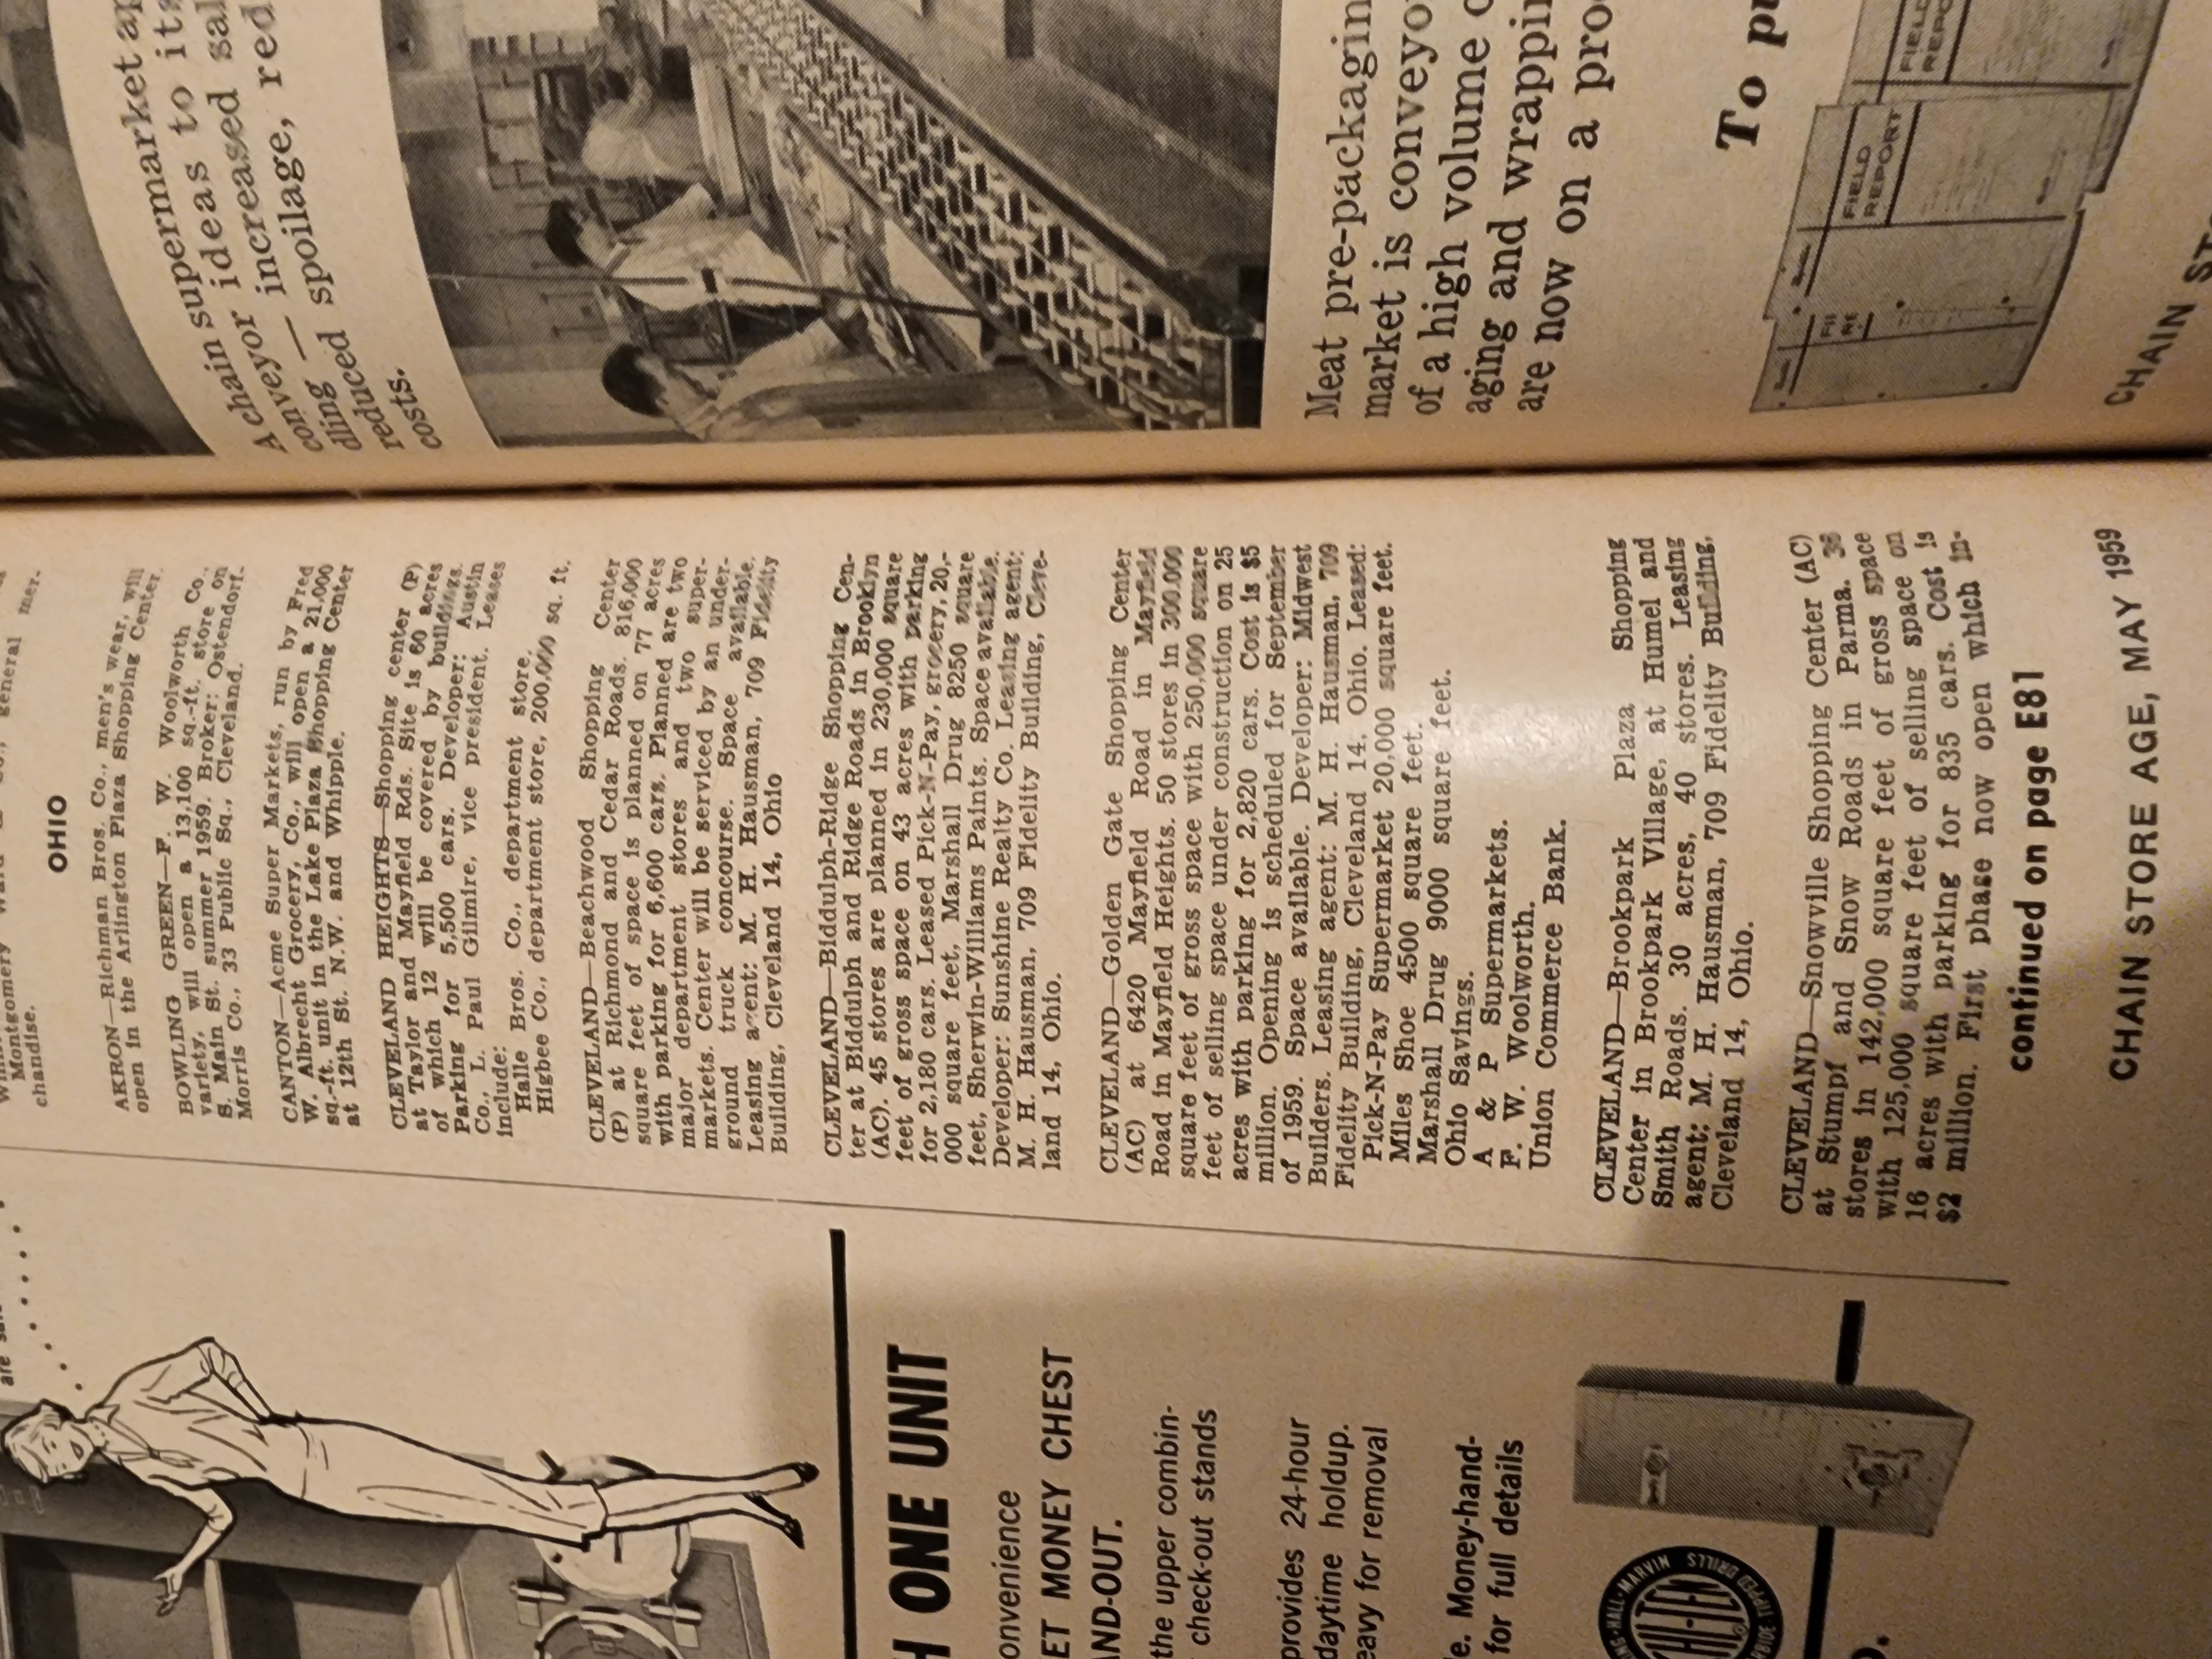 are
onvenience
ET MONEY CHEST
AND-OUT.
the upper combin-
check-out stands
provides 24-hour
daytime holdup.
eavy for removal
e. Money-hand-
for full details
H ONE UNIT
HALL-MARVIN
DRILLS
general mer-
Montgomery
chandise.
OHIO
AKRON—Richman Bros. Co., men's wear, will
open in the Arlington Plaza Shopping Center.
BOWLING GREEN—F. W. Woolworth Co.,
variety, will open a 13,100 sq.-ft. store on
S. Main St. summer 1959. Broker: Ostendorf-
Morris Co., 33 Public Sq., Cleveland.
CANTON—Acme Super Markets, run by Fred
W. Albrecht Grocery, Co., will open a 21,000
sq.-ft. unit in the Lake Plaza Shopping Center
at 12th St. N.W. and Whipple.
CLEVELAND HEIGHTS—Shopping center (P)
at Taylor and Mayfield Rds. Site is 60 acres
of which 12 will be covered by buildings.
Parking for 5,500 cars. Developer: Austin
Co., L. Paul Gilmire, vice president. Leases
include:
Halle Bros. Co., department store.
Higbee Co., department store, 200,000 sq. ft.
CLEVELAND—Beachwood Shopping Center
(P) at Richmond and Cedar Roads. 816,000
square feet of space is planned on 77 acres
with parking for 6,600 cars. Planned are two
major department stores and two super-
markets. Center will be serviced by an under-
ground truck concourse. Space available.
Leasing agent: M. H. Hausman, 709 Fidelity
Building, Cleveland 14, Ohio
CLEVELAND—Biddulph-Ridge Shopping Cen-
ter at Biddulph and Ridge Roads in Brooklyn
(AC). 45 stores are planned in 230,000 square
feet of gross space on 43 acres with parking
for 2,180 cars. Leased Pick-N-Pay, grocery, 20,-
000 square feet, Marshall Drug 8250 square
feet, Sherwin-Williams Paints. Space available.
Developer: Sunshine Realty Co. Leasing agent:
M. H. Hausman, 709 Fidelity Building, Cleve-
land 14, Ohio.
CLEVELAND—Golden Gate Shopping Center
(AC) at 6420 Mayfield Road in Mayfield
Road in Mayfield Heights. 50 stores in 300,000
square feet of gross space with 250,000 square
feet of selling space under construction on 25
acres with parking for 2,820 cars. Cost is $5
million. Opening is scheduled for September
of 1959. Space available. Developer: Midwest
Builders. Leasing agent: M. H. Hausman, 709
Fidelity Building, Cleveland 14, Ohio. Leased:
Pick-N-Pay Supermarket 20,000 square feet.
Miles Shoe 4500 square feet.
Marshall Drug 9000 square feet.
Ohio Savings.
A & P Supermarkets.
F. W. Woolworth.
Union Commerce Bank.
CLEVELAND—Brookpark Plaza Shopping
Center in Brookpark Village, at Humel and
Smith Roads. 30 acres, 40 stores. Leasing
agent: M. H. Hausman, 709 Fidelity Building,
Cleveland 14, Ohio.
CLEVELAND—Snowville Shopping Center (AC)
at Stumpf and Snow Roads in Parma.
stores in 142,000 square feet of gross space
with 125,000 square feet of selling space on
16 acres with parking for 835 cars. Cost is
$2 million. First phase now open which in-
continued on page E81
CHAIN STORE AGE, MAY 1959
A chain supermarket
conveyor ideas to
dling — increased
reduced spoilage, red
costs.
Meat pre-packagin
market is conveyo
of a high volume
aging and wrappi
are now on a pro
To pu
FIELD
REPORT
FIELD
REPO
CHAIN ST